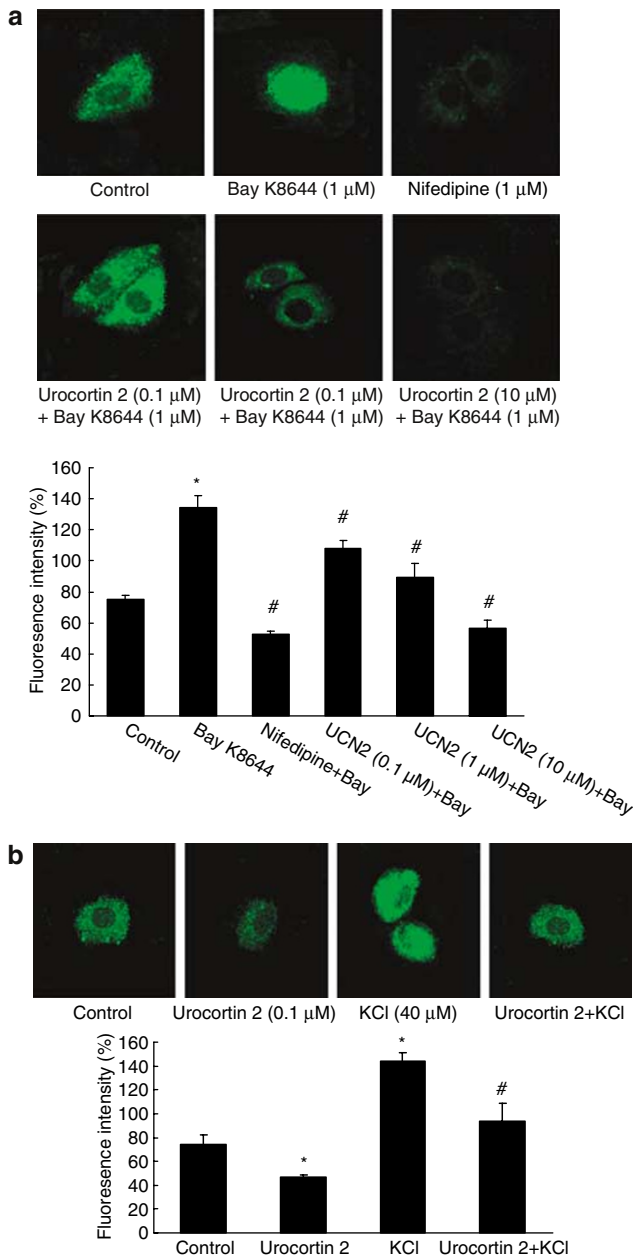 a
Control
Bay K8644 (1 μM)
Nifedipine (1 μM)
Urocortin 2 (0.1 μM)
+ Bay K8644 (1 μM)
Urocortin 2 (0.1 μM)
+ Bay K8644 (1 μM)
Urocortin 2 (10 μM)
+ Bay K8644 (1 μM)
Fluoresence intensity (%)
160
140
120
100
80
60
40
20
0
*
#
#
#
#
Control
Bay K8644
Nifedipine+Bay
UCN2 (0.1 μM)+Bay
UCN2 (1 μM)+Bay
UCN2 (10 μM)+Bay
b
Control
Urocortin 2 (0.1 μM)
KCl (40 μM)
Urocortin 2+KCl
Fluoresence intensity (%)
160
140
120
100
80
60
40
20
0
*
*
#
Control
Urocortin 2
KCl
Urocortin 2+KCl